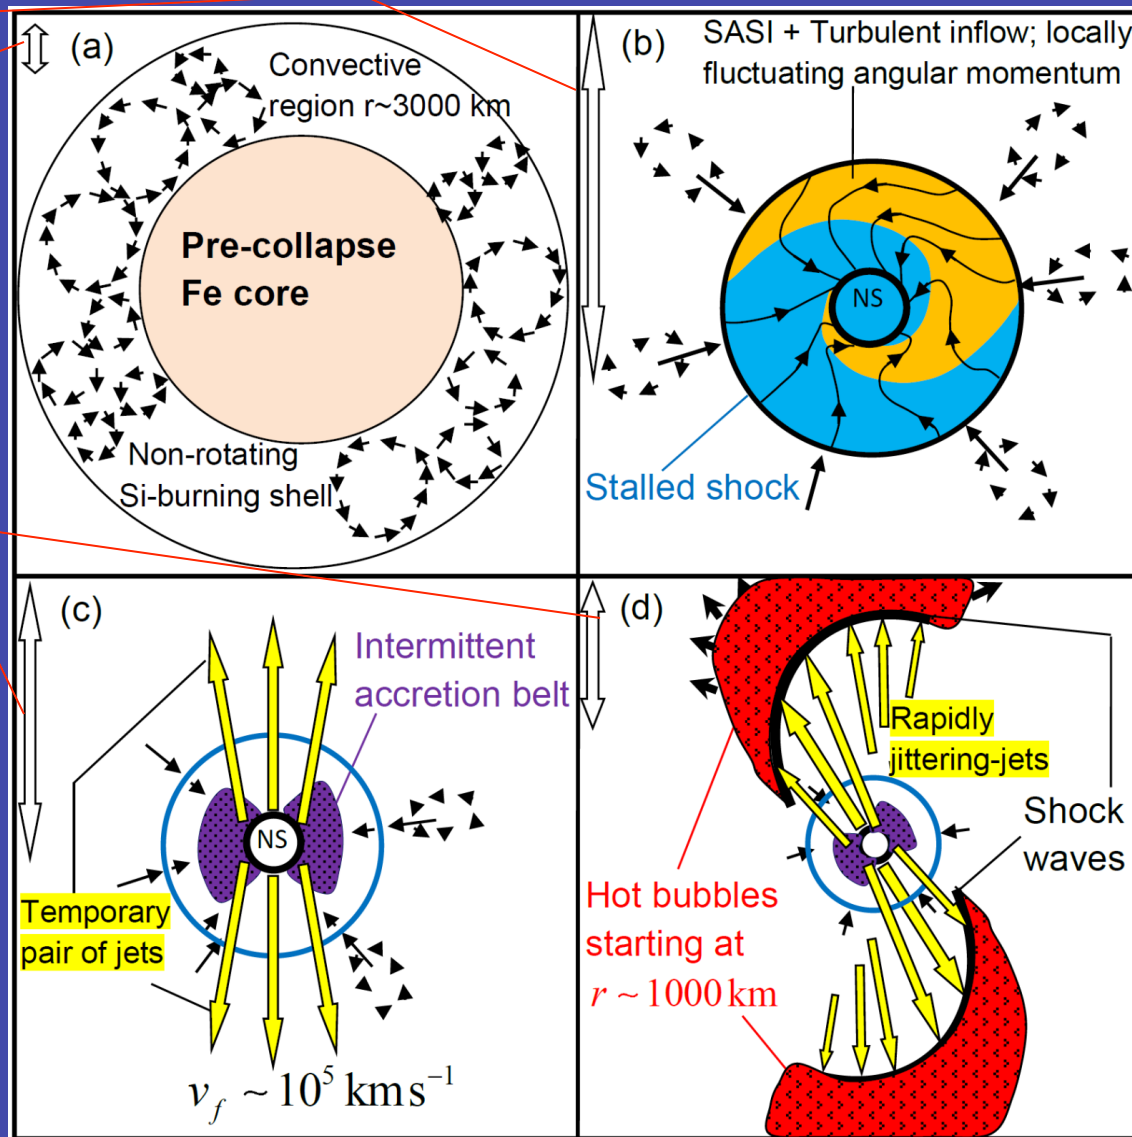 (a)
Convective
region r~3000 km
Pre-collapse
Fe core
Non-rotating
Si-burning shell
(b)
SASI + Turbulent inflow; locally
fluctuating angular momentum
NS
Stalled shock
(c)
Intermittent
accretion belt
NS
Temporary
pair of jets
v_f ~ 10⁵ km s⁻¹
(d)
Rapidly
jittering-jets
Shock
waves
Hot bubbles
starting at
r ~ 1000 km